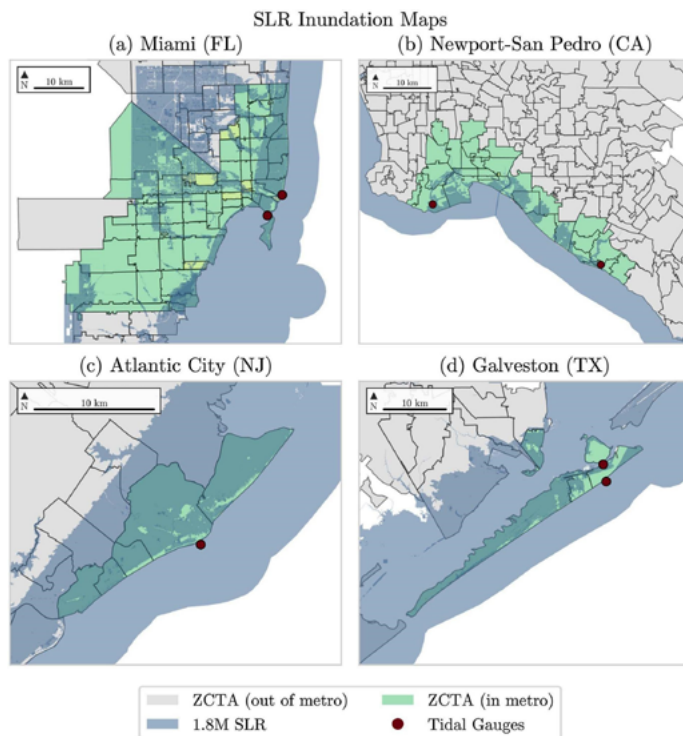 SLR Inundation Maps
(a) Miami (FL)
(b) Newport-San Pedro (CA)
N
10 km
N
10 km
(c) Atlantic City (NJ)
(d) Galveston (TX)
N
10 km
N
10 km
ZCTA (out of metro)
ZCTA (in metro)
1.8M SLR
Tidal Gauges